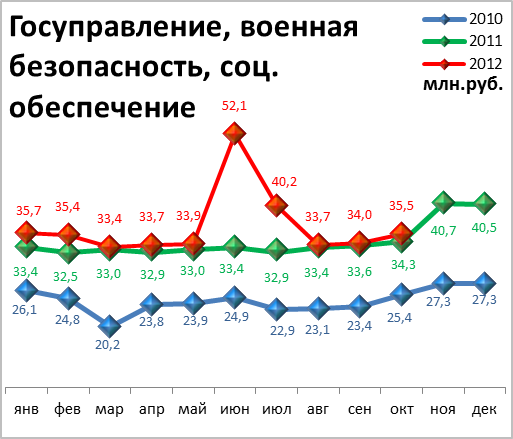 Госуправление, военная
безопасность, соц.
обеспечение
2010
2011
2012
млн.руб.
35,7 35,4 33,4 33,7 33,9 52,1 40,2 33,7 34,0 35,5
33,4 32,5 33,0 32,9 33,0 33,4 32,9 33,4 33,6 34,3 40,7 40,5
26,1 24,8 20,2 23,8 23,9 24,9 22,9 23,1 23,4 25,4 27,3 27,3
янв фев мар апр май июн июл авг сен окт ноя дек